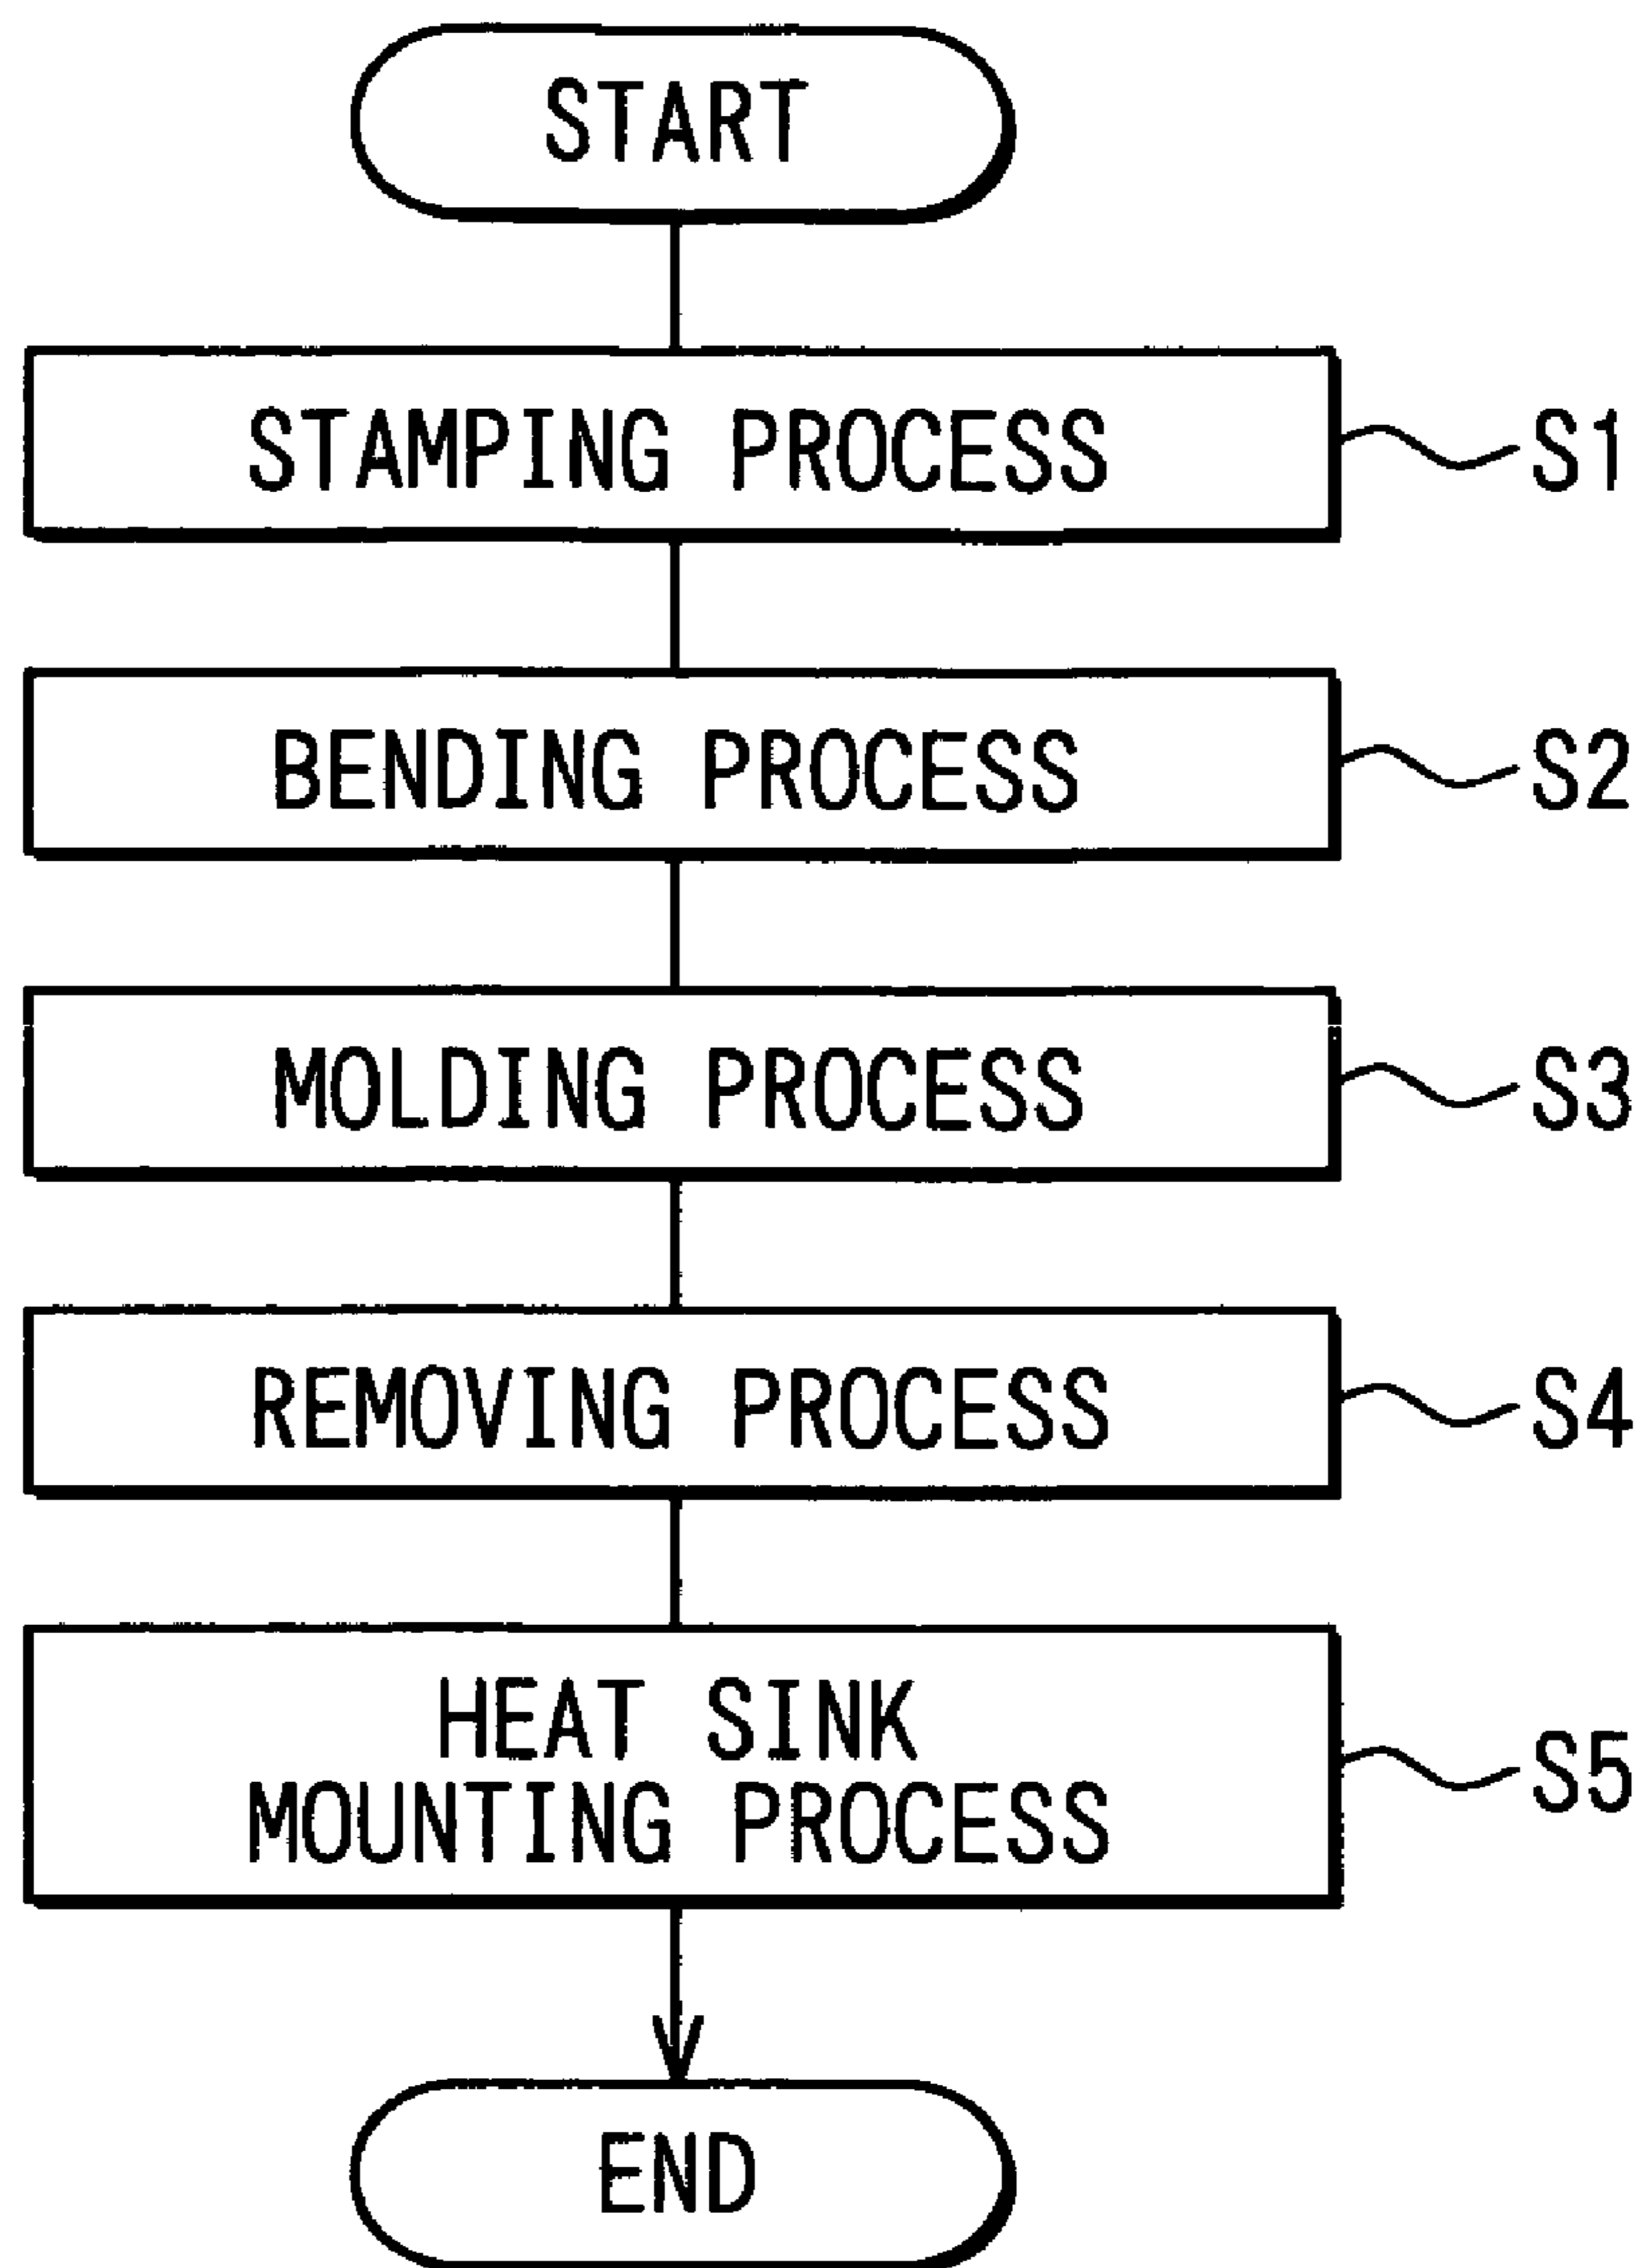 START
STAMPING PROCESS S1
BENDING PROCESS S2
MOLDING PROCESS S3
REMOVING PROCESS S4
HEAT SINK
MOUNTING PROCESS S5
END